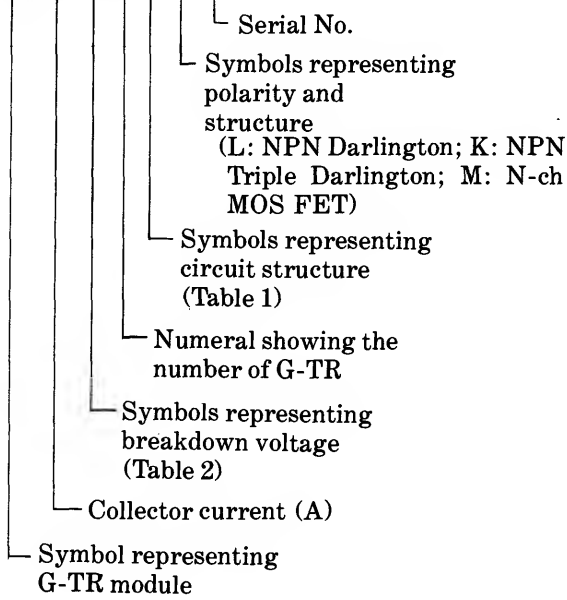 Serial No.
Symbols representing
polarity and
structure
(L: NPN Darlington; K: NPN
Triple Darlington; M: N-ch
MOS FET)
Symbols representing
circuit structure
(Table 1)
Numeral showing the
number of G-TR
Symbols representing
breakdown voltage
(Table 2)
Collector current (A)
Symbol representing
G-TR module